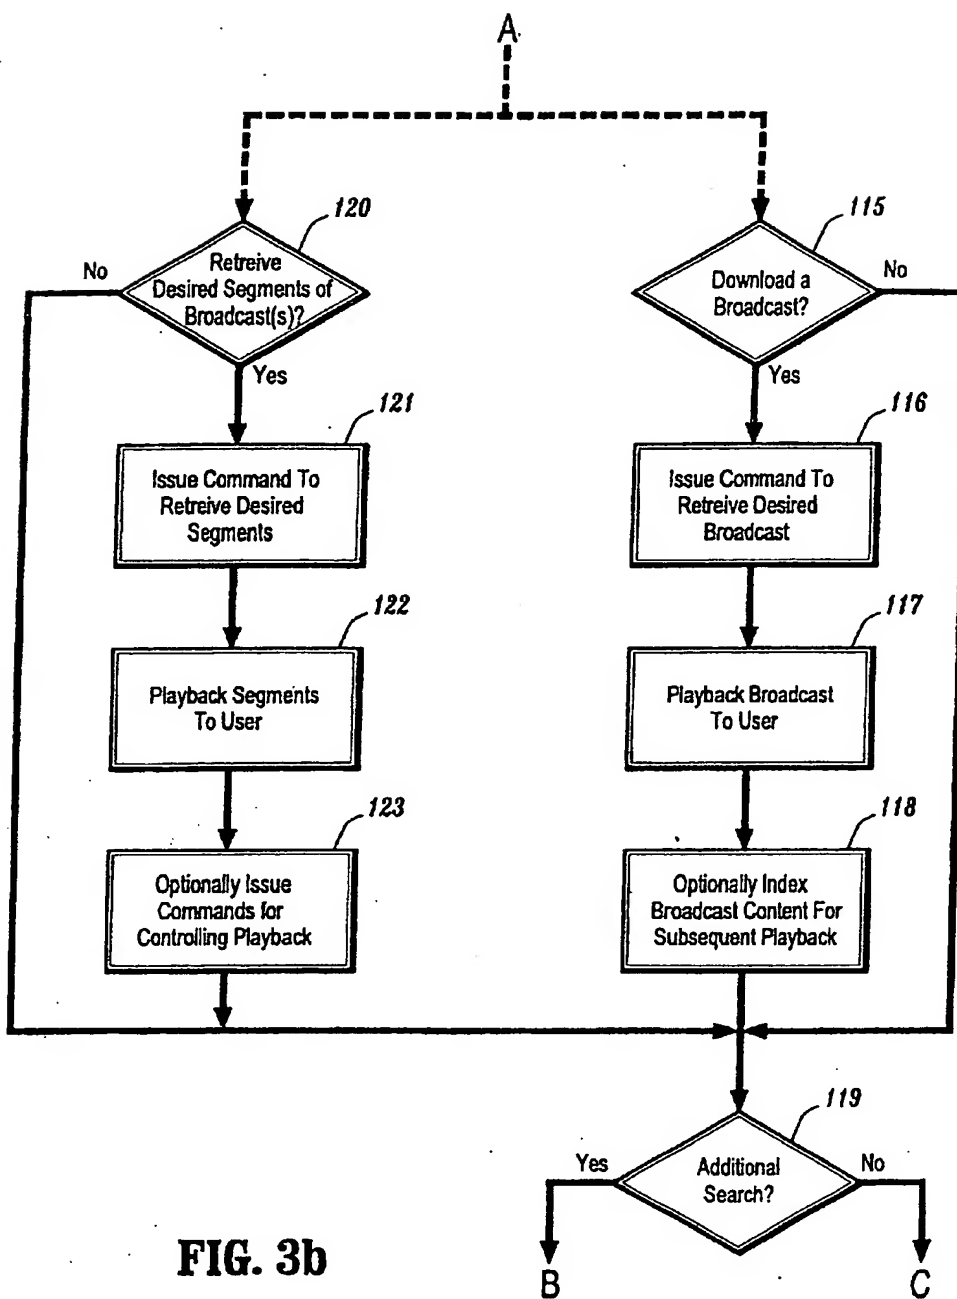 A
120
Retreive
Desired Segments of
Broadcast(s)?
No
Yes
121
Issue Command To
Retreive Desired
Segments
122
Playback Segments
To User
123
Optionally Issue
Commands for
Controlling Playback
115
Download a
Broadcast?
No
Yes
116
Issue Command To
Retreive Desired
Broadcast
117
Playback Broadcast
To User
118
Optionally Index
Broadcast Content For
Subsequent Playback
119
Additional
Search?
Yes
No
B
C
FIG. 3b